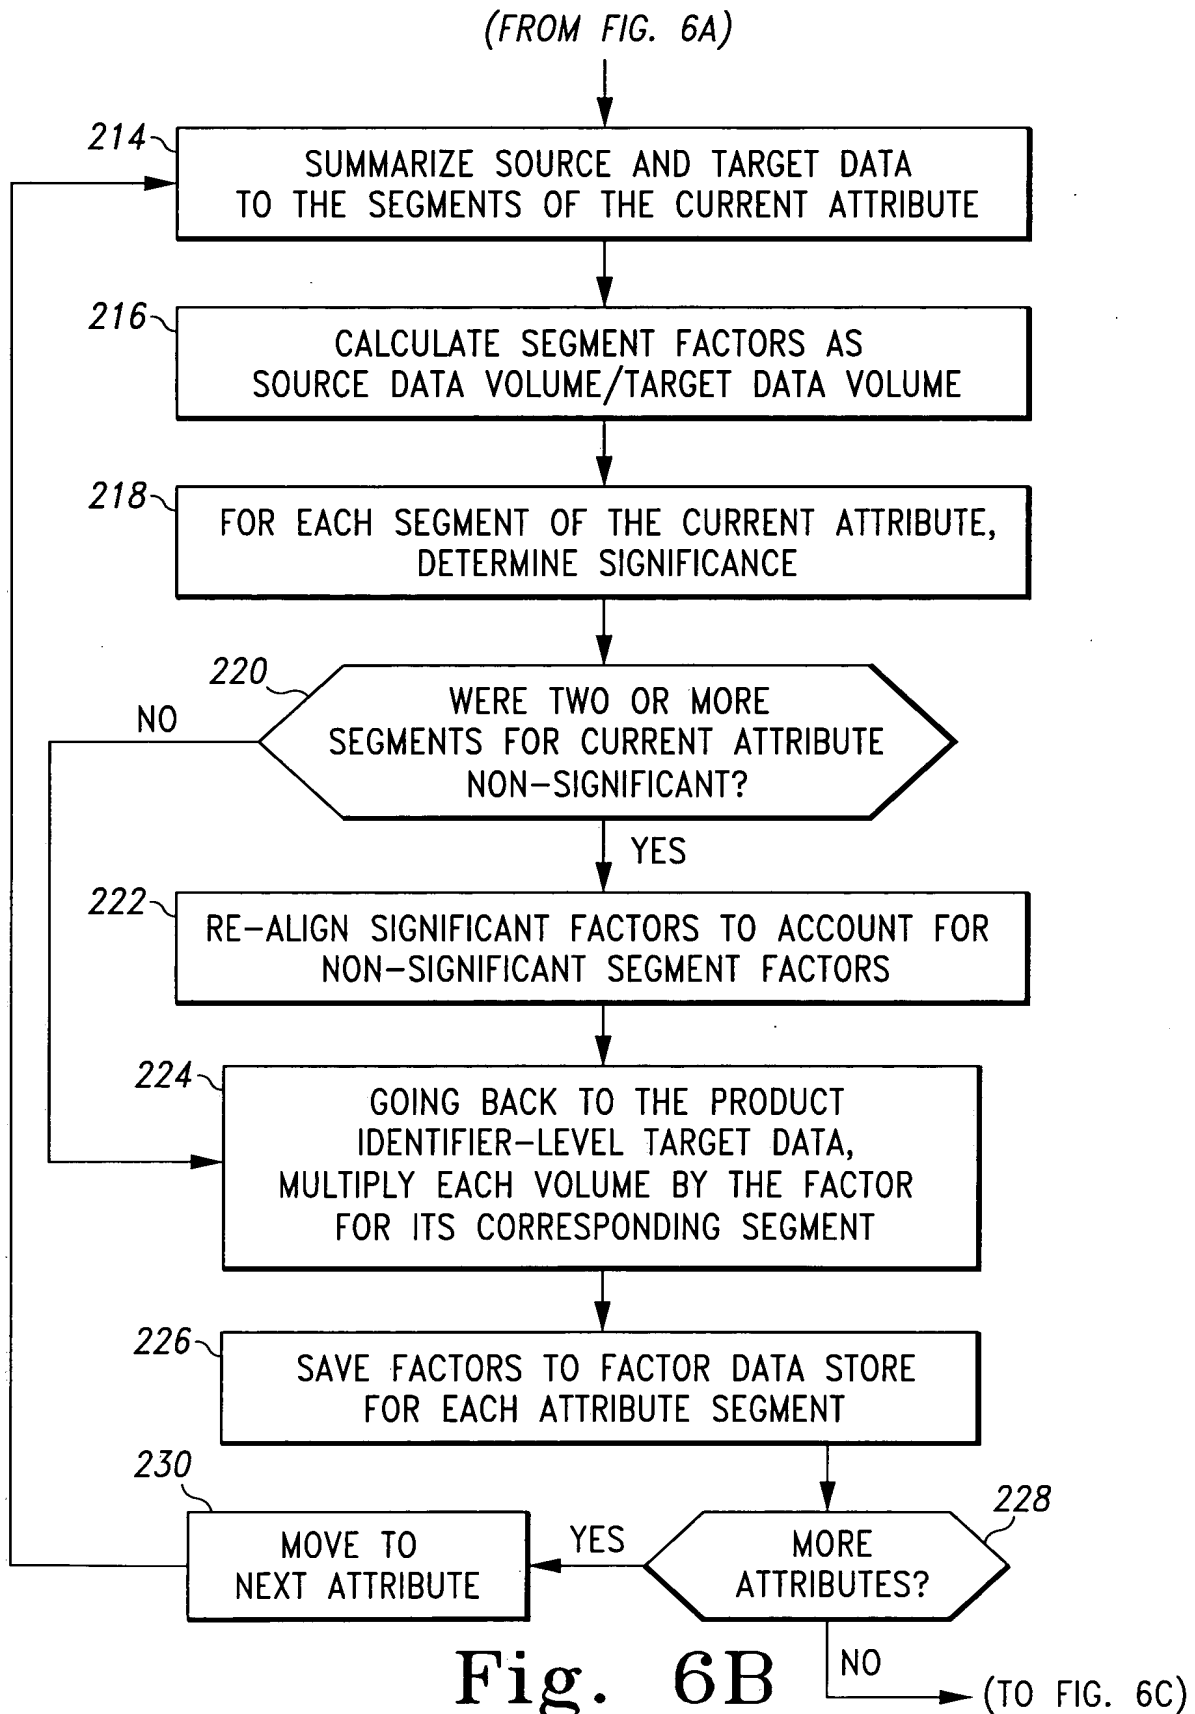 (FROM FIG. 6A)
214
SUMMARIZE SOURCE AND TARGET DATA
TO THE SEGMENTS OF THE CURRENT ATTRIBUTE
216
CALCULATE SEGMENT FACTORS AS
SOURCE DATA VOLUME/TARGET DATA VOLUME
218
FOR EACH SEGMENT OF THE CURRENT ATTRIBUTE,
DETERMINE SIGNIFICANCE
220
WERE TWO OR MORE
SEGMENTS FOR CURRENT ATTRIBUTE
NON-SIGNIFICANT?
NO
YES
222
RE-ALIGN SIGNIFICANT FACTORS TO ACCOUNT FOR
NON-SIGNIFICANT SEGMENT FACTORS
224
GOING BACK TO THE PRODUCT
IDENTIFIER-LEVEL TARGET DATA,
MULTIPLY EACH VOLUME BY THE FACTOR
FOR ITS CORRESPONDING SEGMENT
226
SAVE FACTORS TO FACTOR DATA STORE
FOR EACH ATTRIBUTE SEGMENT
230
MOVE TO
NEXT ATTRIBUTE
YES
228
MORE
ATTRIBUTES?
NO
(TO FIG. 6C)
Fig. 6B